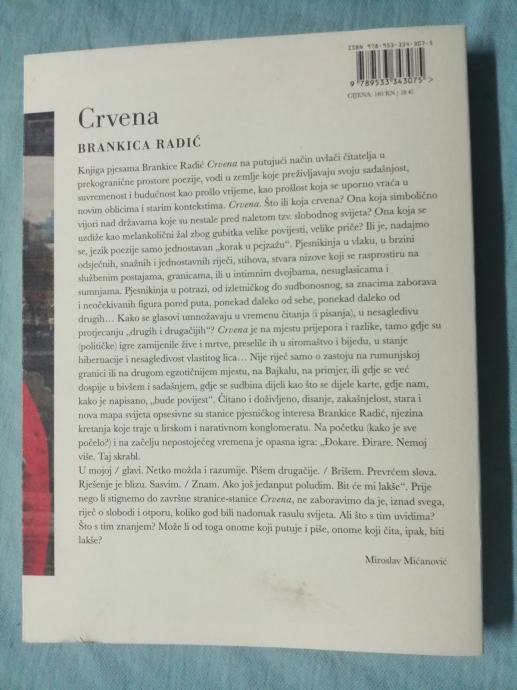 ISBN 978-953-334-307-5
9 789533 343075 >
CIJENA: 140 KN | 18 €
Crvena
BRANKICA RADIĆ
Knjiga pjesama Brankice Radić Crvena na putujući način uvlači čitatelja u
prekogranične prostore poezije, vodi u zemlje koje preživljavaju svoju sadašnjost,
suvremenost i budućnost kao prošlo vrijeme, kao prošlost koja se uporno vraća u
novim oblicima i starim kontekstima. Crvena. Što ili koja crvena? Ona koja simbolično
vijori nad državama koje su nestale pred naletom tzv. slobodnog svijeta? Ona koja se
uzdiže kao melankolični žal zbog gubitka velike povijesti, velike priče? Ili je, nadajmo
se, jezik poezije samo jednostavan „korak u pejzažu“. Pjesnikinja u vlaku, u brzini
odsječnih, snažnih i jednostavnih riječi, stihova, stvara nizove koji se rasprostiru na
službenim postajama, granicama, ili u intimnim dvojbama, nesuglasicama i
sumnjama. Pjesnikinja u potrazi, od izletničkog do sudbonosnog, sa znacima zaborava
i neočekivanih figura pored puta, ponekad daleko od sebe, ponekad daleko od
drugih... Kako se glasovi umnožavaju u vremenu čitanja (i pisanja), u nesagledivu
protjecanju „drugih i drugačijih“? Crvena je na mjestu prijepora i razlike, tamo gdje su
(političke) igre zamijenile žive i mrtve, preselile ih u siromaštvo i bijedu, u stanje
hibernacije i nesagledivost vlastitog lica... Nije riječ samo o zastoju na rumunjskoj
granici ili na drugom egzotičnijem mjestu, na Bajkalu, na primjer, ili gdje se već
dospije u bivšem i sadašnjem, gdje se sudbina dijeli kao što se dijele karte, gdje nam,
kako je napisano, „bude povijest“. Čitano i doživljeno, disanje, zakašnjelost, stara i
nova mapa svijeta opsesivne su stanice pjesničkog interesa Brankice Radić, njezina
kretanja koje traje u lirskom i narativnom konglomeratu. Na početku (kako je sve
počelo?) i na začelju nepostojećeg vremena je opasna igra: „Đokare. Đirare. Nemoj
više. Taj skrabl.
U mojoj / glavi. Netko možda i razumije. Pišem drugačije. / Brišem. Prevrćem slova.
Rješenje je blizu. Sasvim. / Znam. Ako još jedanput poludim. Bit će mi lakše“. Prije
nego li stignemo do završne stranice-stanice Crvena, ne zaboravimo da je, iznad svega,
riječ o slobodi i otporu, koliko god bili nadomak rasulu svijeta. Ali što s tim uvidima?
Što s tim znanjem? Može li od toga onome koji putuje i piše, onome koji čita, ipak, biti
lakše?
Miroslav Mićanović